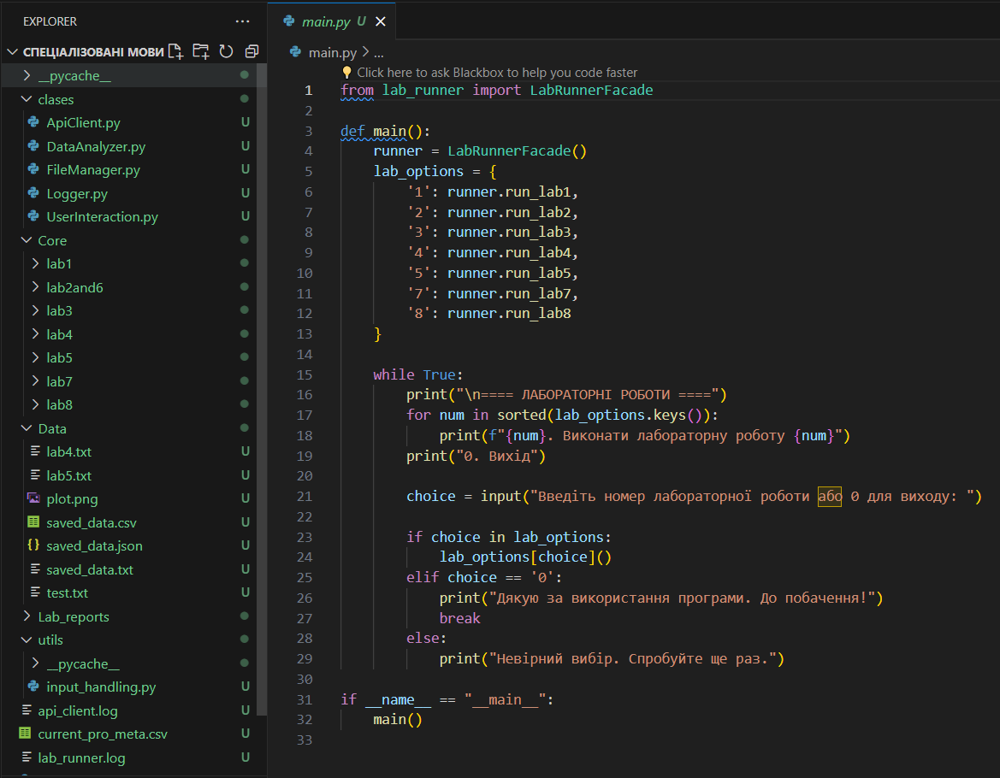 EXPLORER
СПЕЦІАЛІЗОВАНІ МОВИ
__pycache__
clases
ApiClient.py U
DataAnalyzer.py U
FileManager.py U
Logger.py U
UserInteraction.py U
Core
lab1
lab2and6
lab3
lab4
lab5
lab7
lab8
Data
lab4.txt U
lab5.txt U
plot.png U
saved_data.csv U
saved_data.json U
saved_data.txt U
test.txt U
Lab_reports
utils
__pycache__
input_handling.py U
api_client.log U
current_pro_meta.csv U
lab_runner.log U
main.py U
main.py > ...
Click here to ask Blackbox to help you code faster
1 from lab_runner import LabRunnerFacade
2
3 def main():
4 runner = LabRunnerFacade()
5 lab_options = {
6 '1': runner.run_lab1,
7 '2': runner.run_lab2,
8 '3': runner.run_lab3,
9 '4': runner.run_lab4,
10 '5': runner.run_lab5,
11 '7': runner.run_lab7,
12 '8': runner.run_lab8
13 }
14
15 while True:
16 print("\n==== ЛАБОРАТОРНІ РОБОТИ ====")
17 for num in sorted(lab_options.keys()):
18 print(f"{num}. Виконати лабораторну роботу {num}")
19 print("0. Вихід")
20
21 choice = input("Введіть номер лабораторної роботи або 0 для виходу: ")
22
23 if choice in lab_options:
24 lab_options[choice]()
25 elif choice == '0':
26 print("Дякую за використання програми. До побачення!")
27 break
28 else:
29 print("Невірний вибір. Спробуйте ще раз.")
30
31 if __name__ == "__main__":
32 main()
33